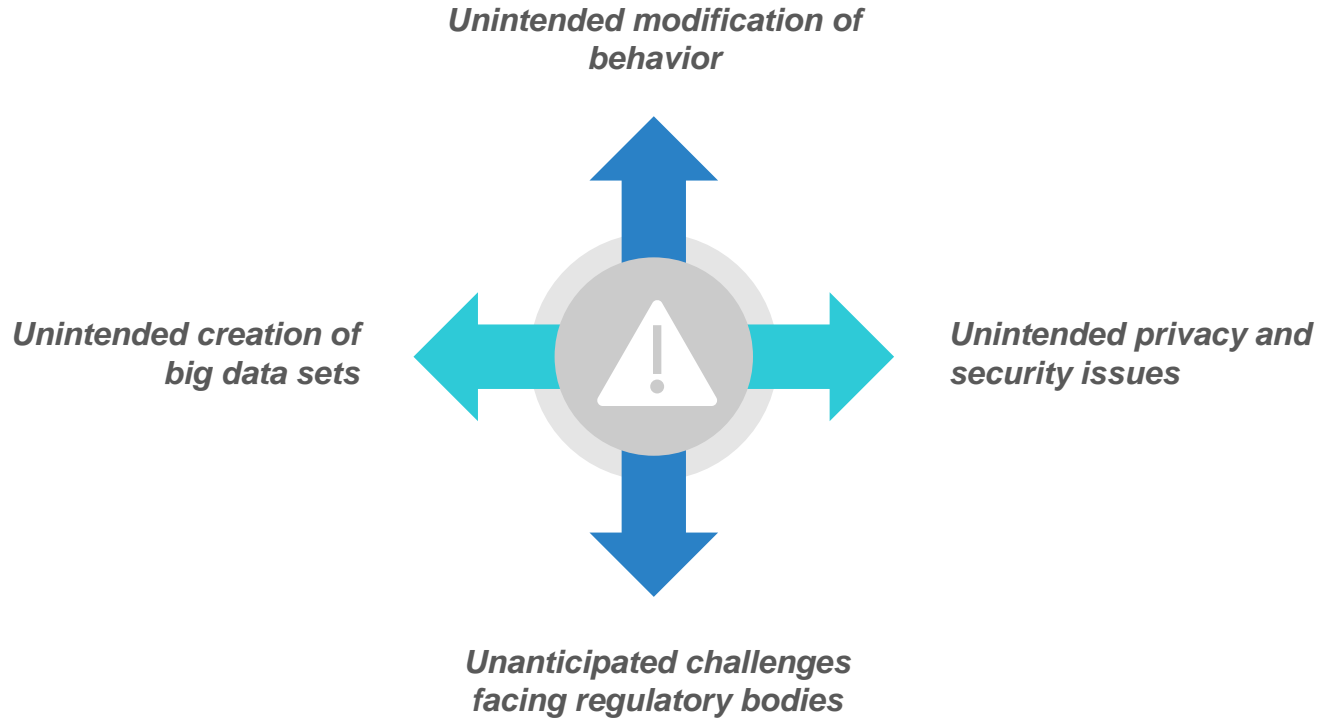 Unintended modification of
behavior
Unintended creation of
big data sets
Unintended privacy and
security issues
Unanticipated challenges
facing regulatory bodies